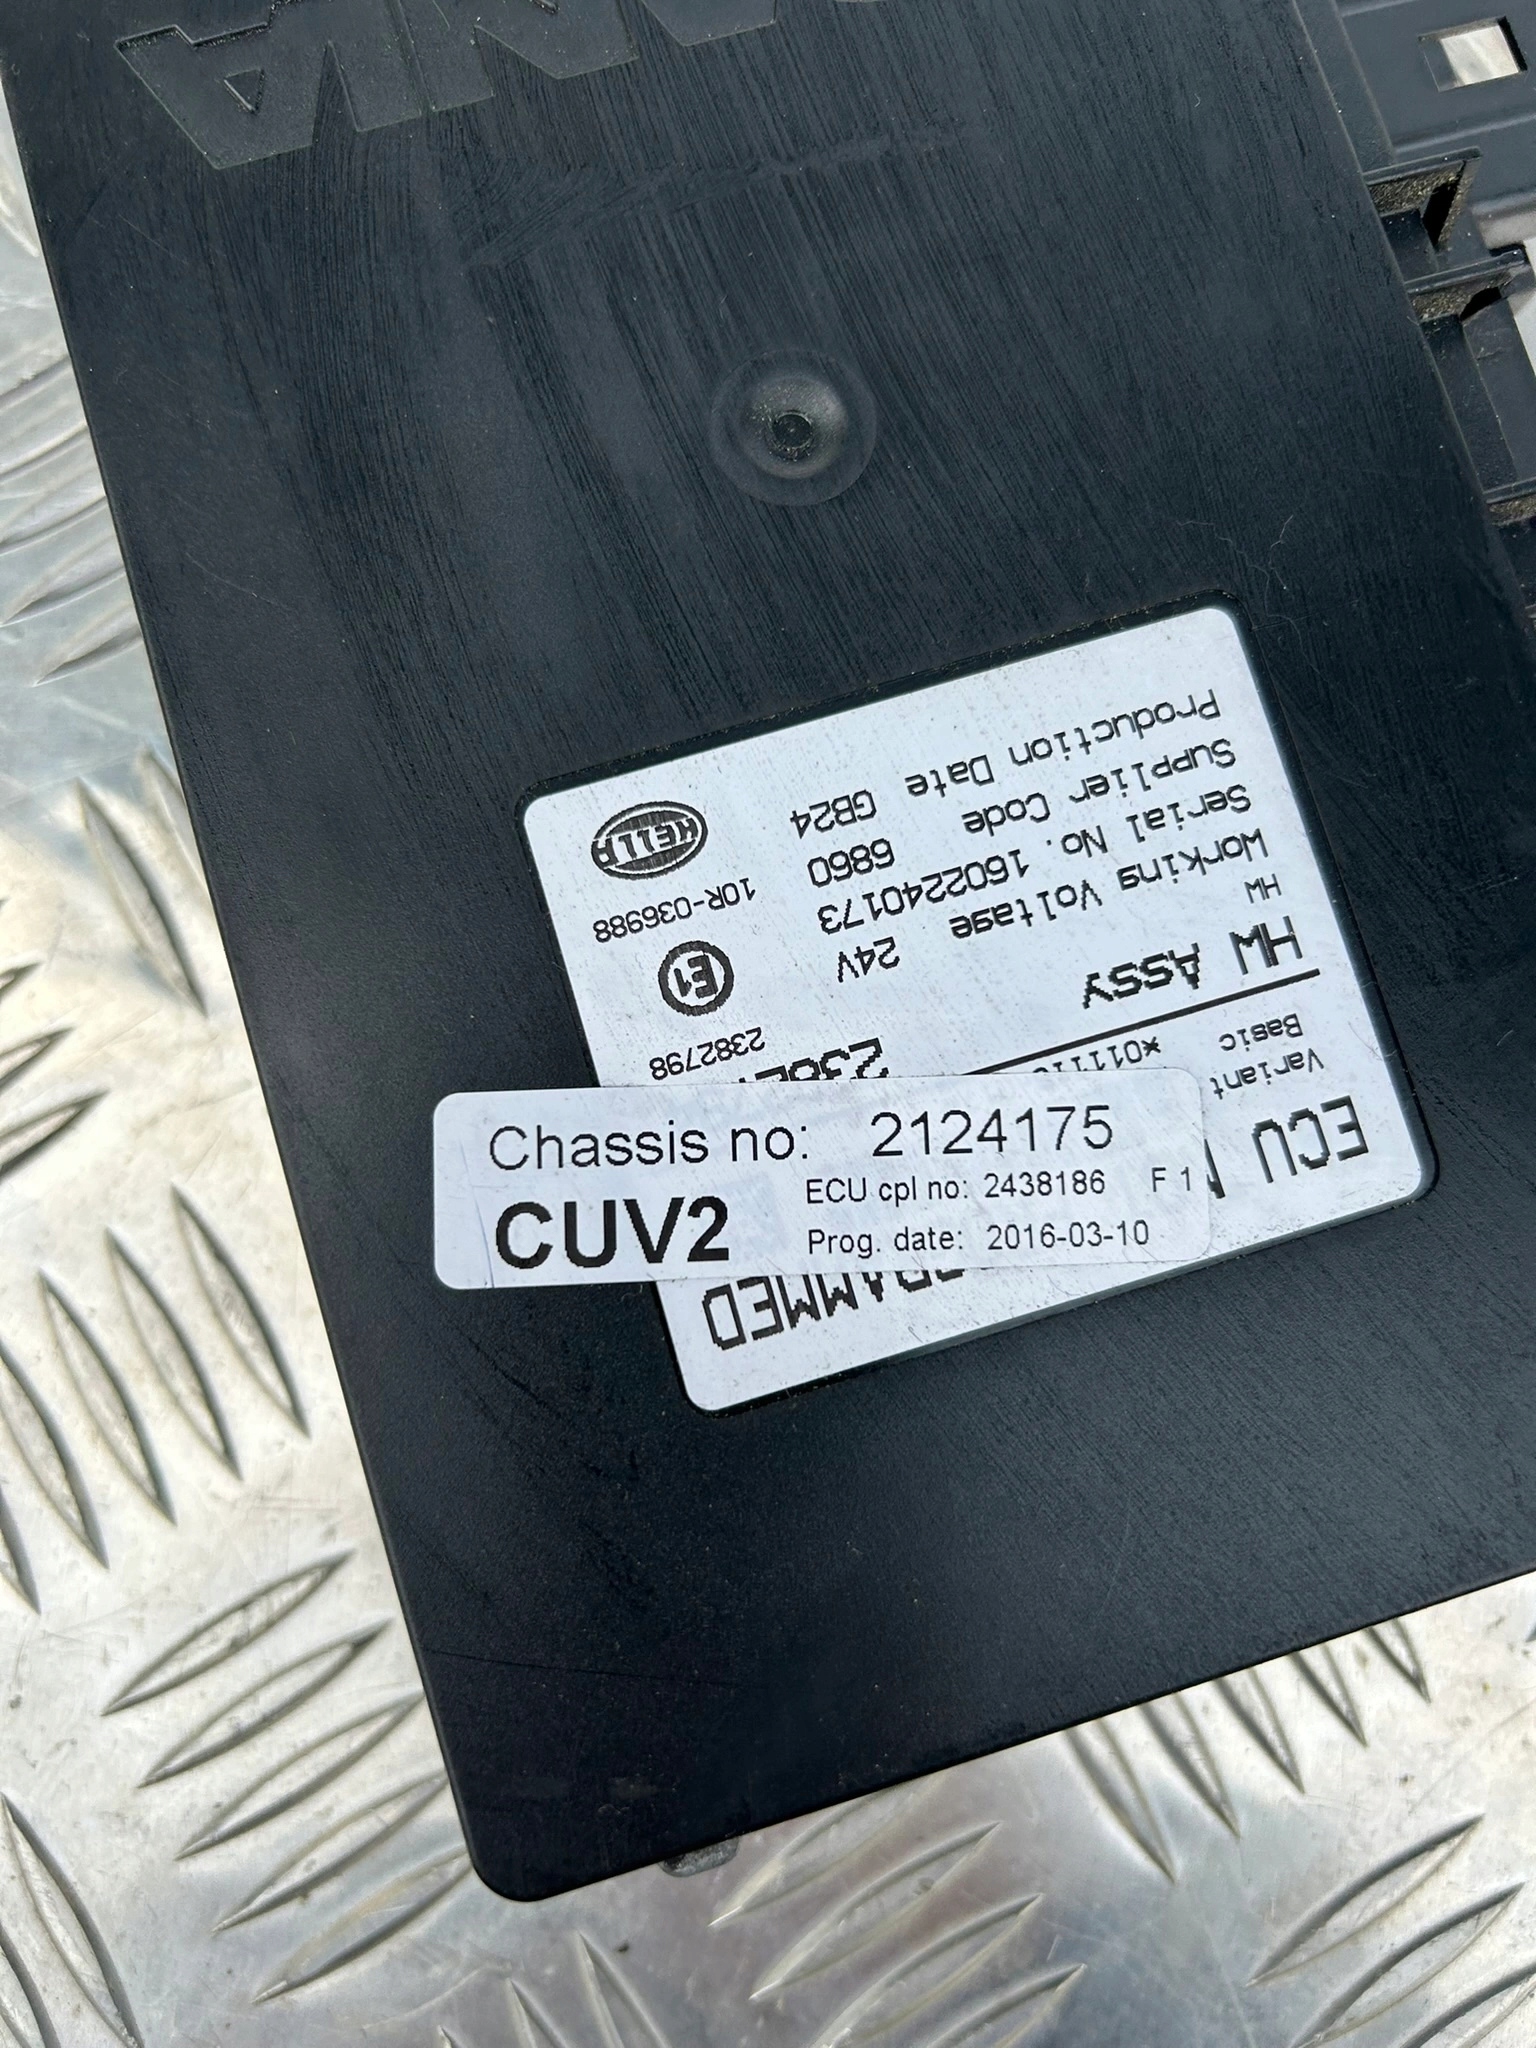 Chassis no: 2124175
CUV2
ECU cpl no: 2438186 F 1
Prog. date: 2016-03-10
ECU
Variant
Basic
HW ASSY
HW
Working Voltage 24V
Serial No. 1602240173
Supplier Code 6860
Production Date GB24
2382798
E1
10R-036988
HELLA